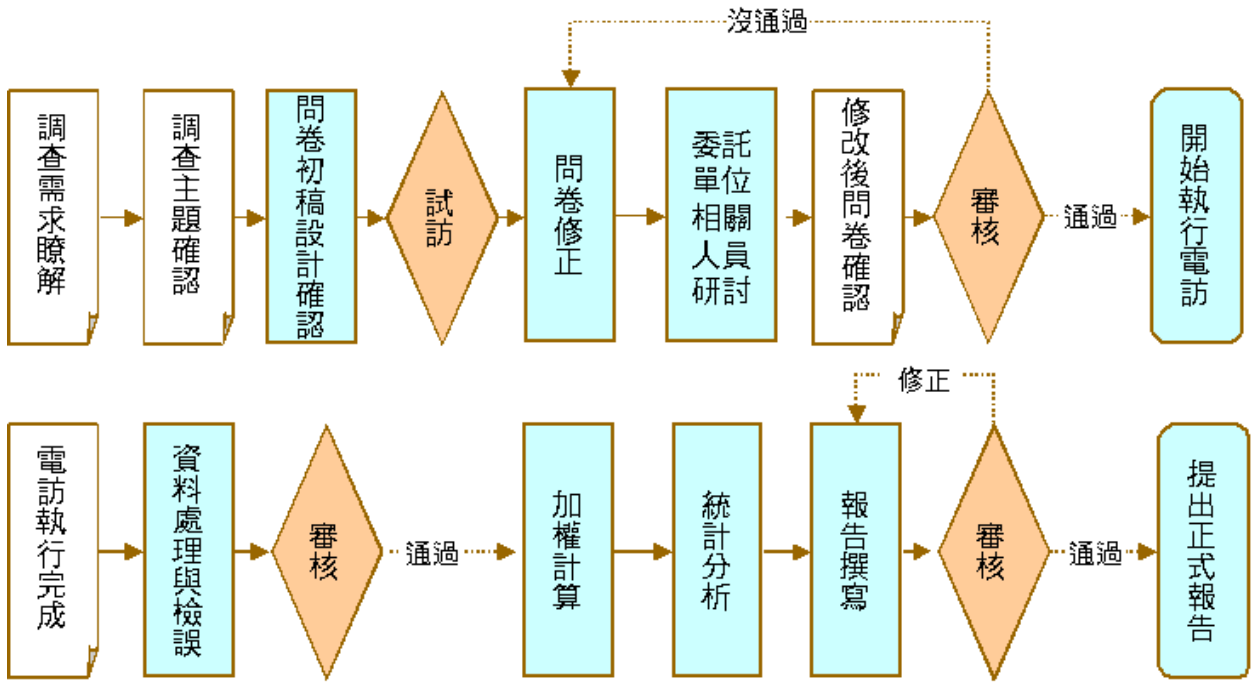 沒通過
調查需求瞭解
調查主題確認
問卷初稿設計確認
試訪
問卷修正
委託
單位
相關
人員
研討
修改後問卷確認
審核
通過
開始執行電訪
修正
電訪執行完成
資料處理與檢誤
審核
通過
加權計算
統計分析
報告撰寫
審核
通過
提出正式報告